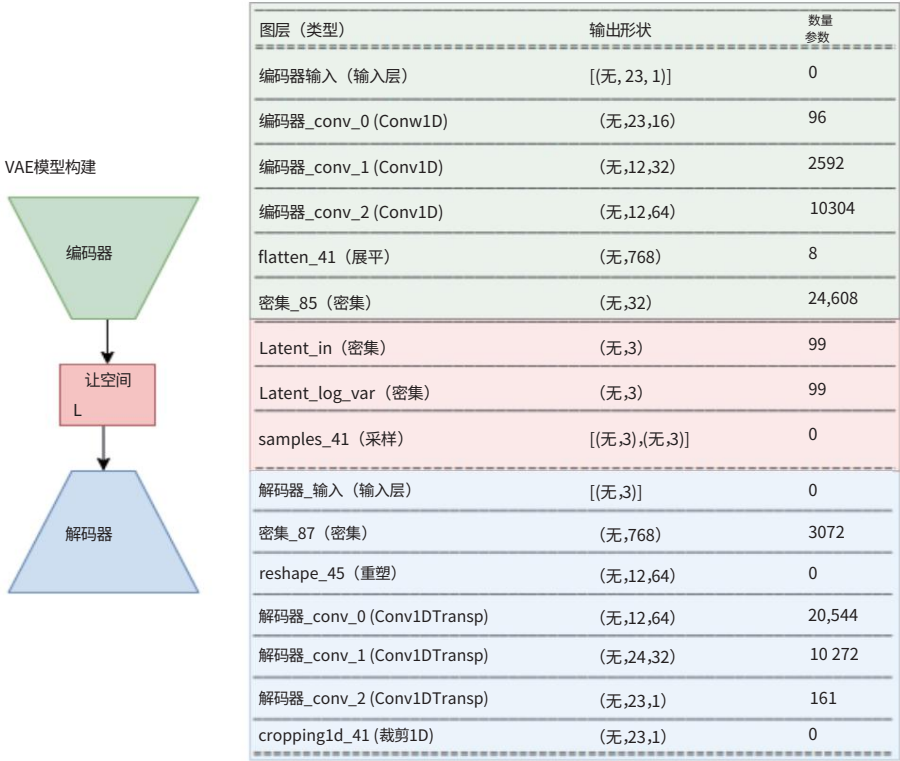 VAE模型构建
编码器
让空间
L
解码器
图层（类型） 输出形状 数量
参数
编码器输入（输入层） [(无, 23, 1)] 0
编码器_conv_0 (Conw1D) （无,23,16） 96
编码器_conv_1 (Conv1D) （无,12,32） 2592
编码器_conv_2 (Conv1D) （无,12,64） 10304
flatten_41（展平） （无,768） 8
密集_85（密集） （无,32） 24,608
Latent_in（密集） （无,3） 99
Latent_log_var（密集） （无,3） 99
samples_41（采样） [(无,3),(无,3)] 0
解码器_输入（输入层） [(无,3)] 0
密集_87（密集） （无,768） 3072
reshape_45（重塑） （无,12,64） 0
解码器_conv_0 (Conv1DTransp) （无,12,64） 20,544
解码器_conv_1 (Conv1DTransp) （无,24,32） 10 272
解码器_conv_2 (Conv1DTransp) （无,23,1） 161
cropping1d_41 (裁剪1D) （无,23,1） 0